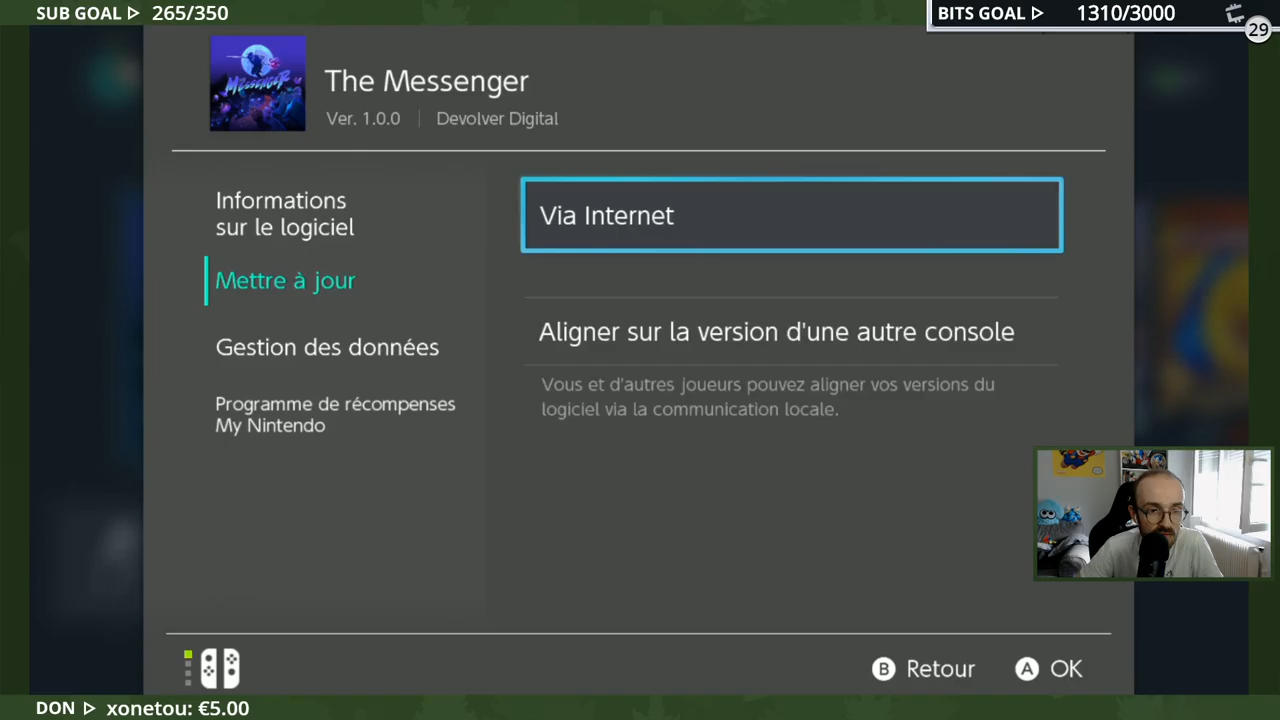 SUB GOAL ▷ 265/350
BITS GOAL ▷ 1310/3000
29
MESSENGER
The Messenger
Ver. 1.0.0
Devolver Digital
Informations
sur le logiciel
Mettre à jour
Gestion des données
Programme de récompenses
My Nintendo
Via Internet
Aligner sur la version d'une autre console
Vous et d'autres joueurs pouvez aligner vos versions du
logiciel via la communication locale.
B Retour
A OK
DON ▷ xonetou: €5.00